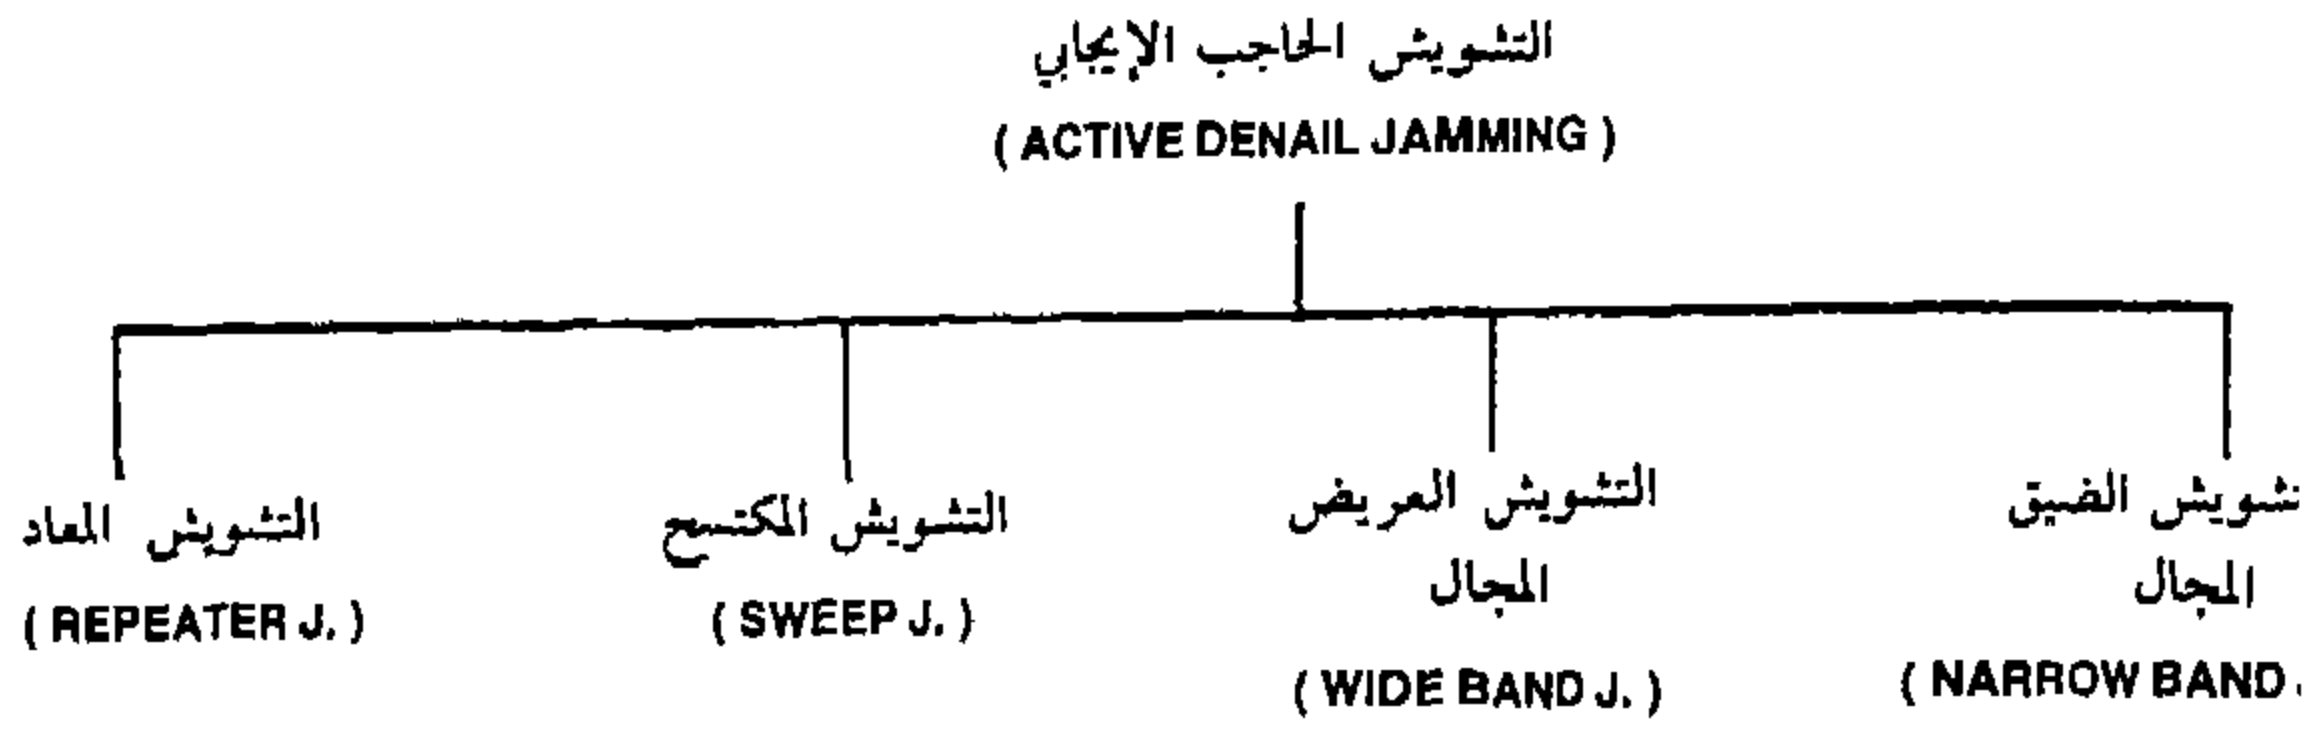 التشويش الحاجب الإيجابي
( ACTIVE DENAIL JAMMING )
تشويش الضيق
المجال
( NARROW BAND
التشويش العريض
المجال
( WIDE BAND J. )
التشويش المكتسح
( SWEEP J. )
التشويش المعاد
( REPEATER J. )